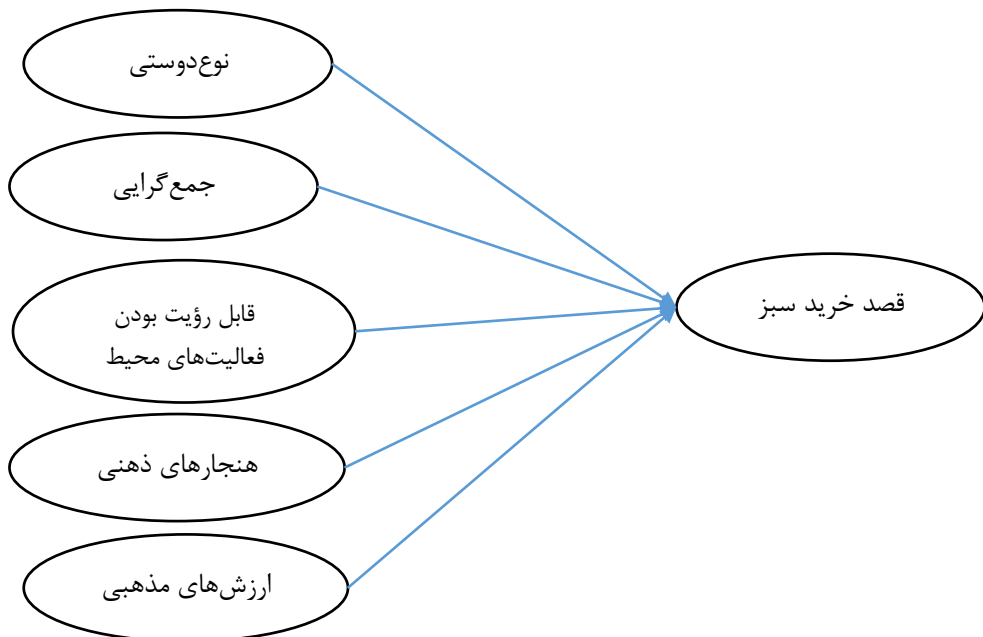 نوع‌دوستی
جمع‌گرایی
قابل رؤیت بودن
فعالیت‌های محیط
هنجارهای ذهنی
ارزش‌های مذهبی
قصد خرید سبز